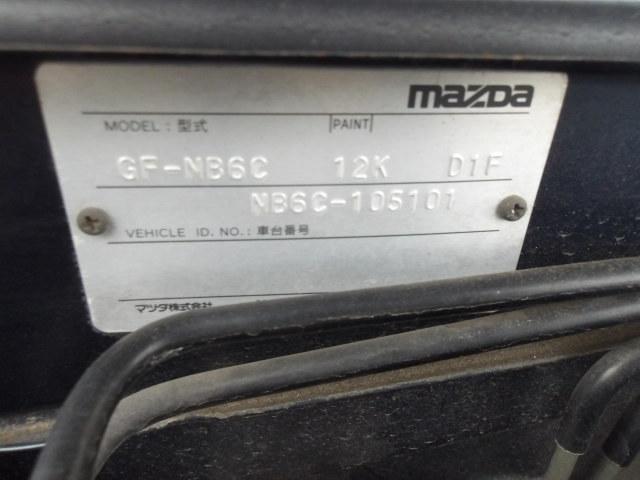 mazda
MODEL : 型式 PAINT
GF-NB6C 12K D1F
NB6C-105101
VEHICLE ID. NO. : 車台番号
マツダ株式会社